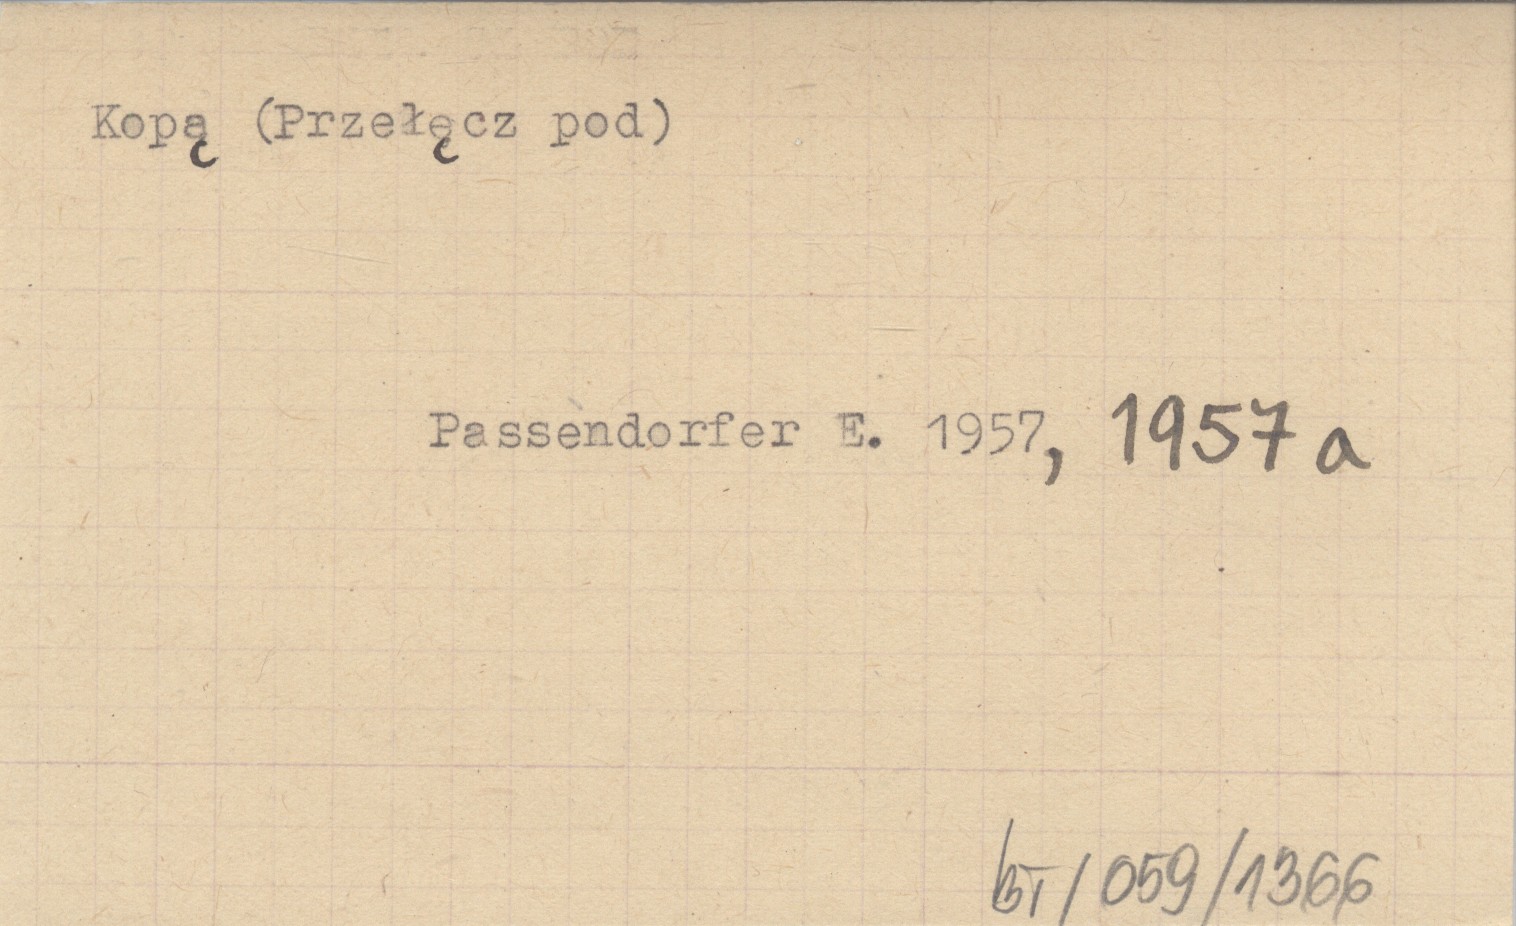 Kopą (Przełęcz pod)
Passendorfer E. 1957, 1957a
BT/059/1366